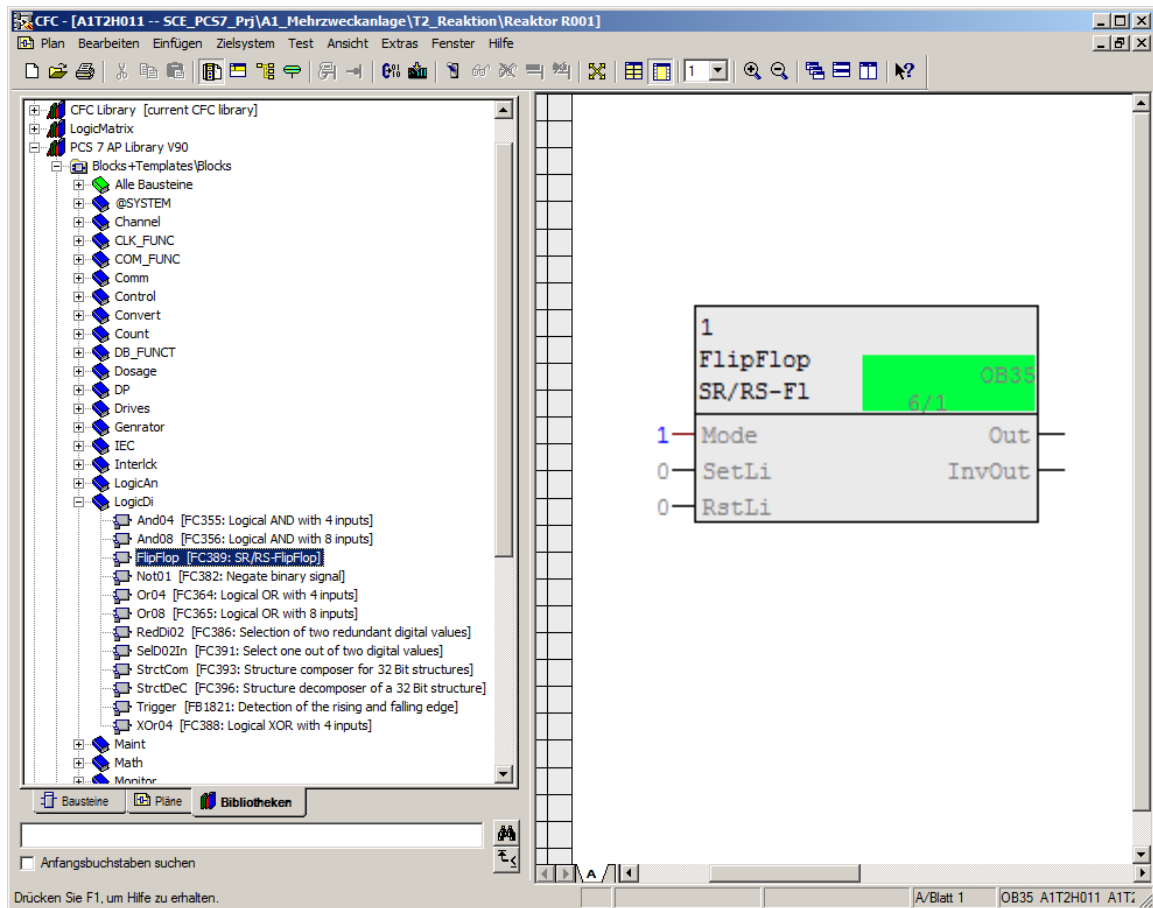 CFC - [A1T2H011 -- SCE_PCS7_Prj\A1_Mehrzweckanlage\T2_Reaktion\Reaktor R001]
Plan Bearbeiten Einfügen Zielsystem Test Ansicht Extras Fenster Hilfe
1
CFC Library [current CFC library]
LogicMatrix
PCS 7 AP Library V90
Blocks+Templates\Blocks
Alle Bausteine
@SYSTEM
Channel
CLK_FUNC
COM_FUNC
Comm
Control
Convert
Count
DB_FUNCT
Dosage
DP
Drives
Genrator
IEC
Interlck
LogicAn
LogicDi
And04 [FC355: Logical AND with 4 inputs]
And08 [FC356: Logical AND with 8 inputs]
FlipFlop [FC389: SR/RS-FlipFlop]
Not01 [FC382: Negate binary signal]
Or04 [FC364: Logical OR with 4 inputs]
Or08 [FC365: Logical OR with 8 inputs]
RedDi02 [FC386: Selection of two redundant digital values]
SelD02In [FC391: Select one out of two digital values]
StrctCom [FC393: Structure composer for 32 Bit structures]
StrctDeC [FC396: Structure decomposer of a 32 Bit structure]
Trigger [FB1821: Detection of the rising and falling edge]
XOr04 [FC388: Logical XOR with 4 inputs]
Maint
Math
Monitor
Bausteine Pläne Bibliotheken
Anfangsbuchstaben suchen
1
FlipFlop OB35
SR/RS-Fl 6/1
1 Mode Out
0 SetLi InvOut
0 RstLi
A
Drücken Sie F1, um Hilfe zu erhalten. A/Blatt 1 OB35 A1T2H011